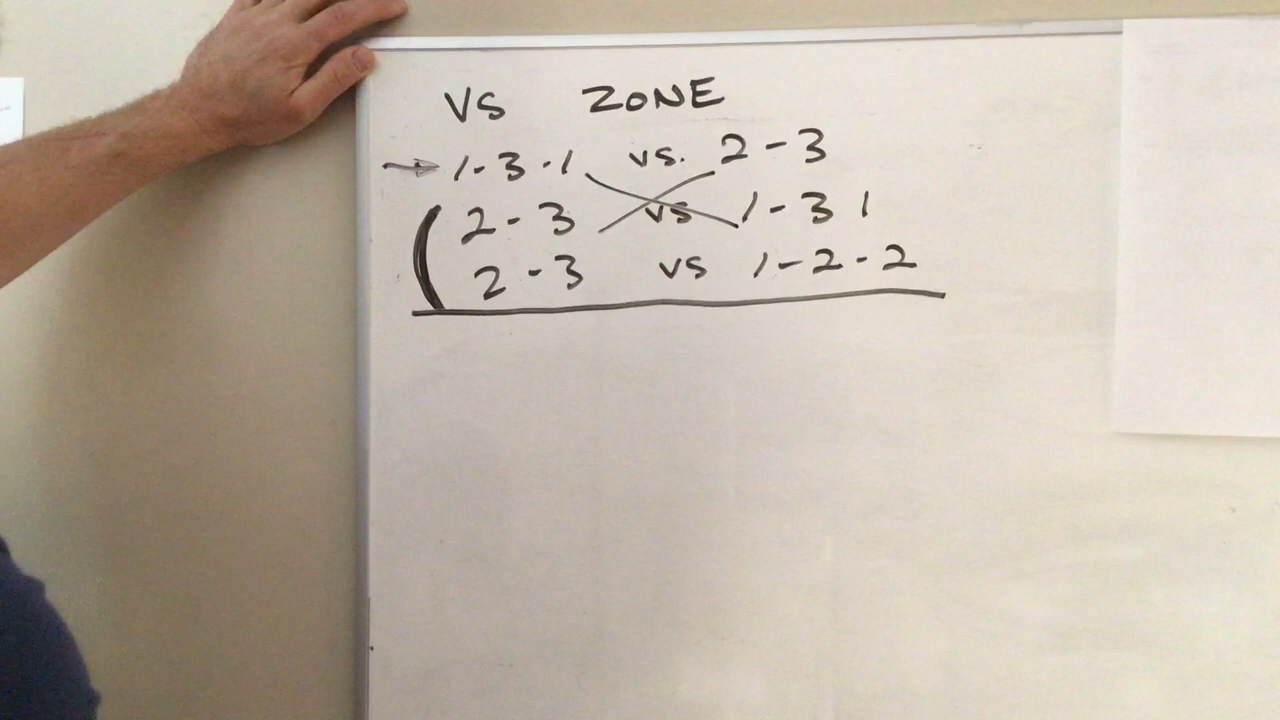 VS ZONE
→ 1-3-1 vs. 2-3
2-3 vs 1-3 1
2-3 vs 1-2-2